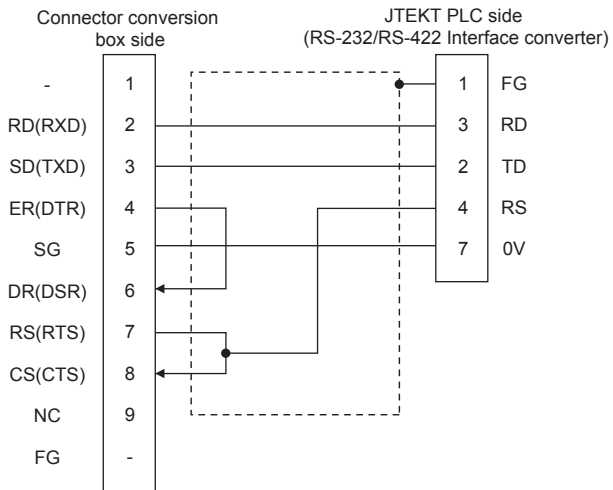 Connector conversion
box side
JTEKT PLC side
(RS-232/RS-422 Interface converter)
- 1 1 FG
RD(RXD) 2 3 RD
SD(TXD) 3 2 TD
ER(DTR) 4 4 RS
SG 5 7 0V
DR(DSR) 6
RS(RTS) 7
CS(CTS) 8
NC 9
FG -